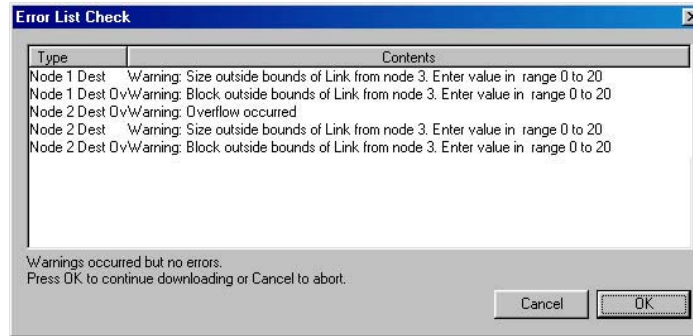 Error List Check
Type Contents
Node 1 Dest Warning: Size outside bounds of Link from node 3. Enter value in range 0 to 20
Node 1 Dest Ov Warning: Block outside bounds of Link from node 3. Enter value in range 0 to 20
Node 2 Dest Ov Warning: Overflow occurred
Node 2 Dest Warning: Size outside bounds of Link from node 3. Enter value in range 0 to 20
Node 2 Dest Ov Warning: Block outside bounds of Link from node 3. Enter value in range 0 to 20
Warnings occurred but no errors.
Press OK to continue downloading or Cancel to abort.
Cancel OK